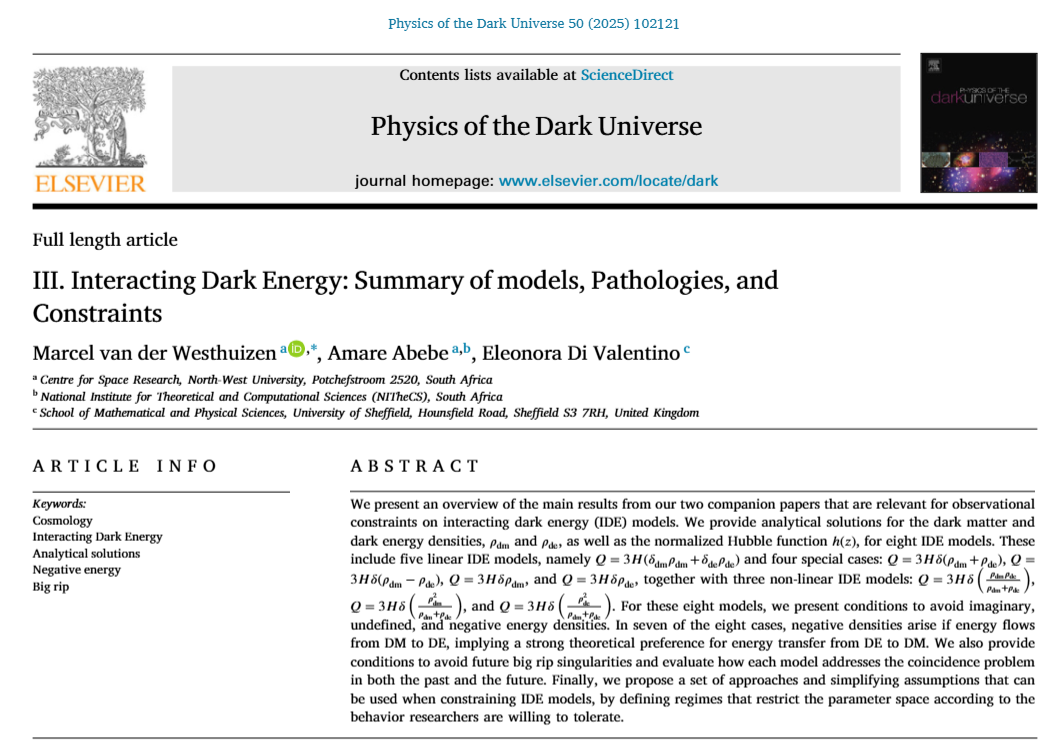 Physics of the Dark Universe 50 (2025) 102121
Contents lists available at ScienceDirect
Physics of the Dark Universe
journal homepage: www.elsevier.com/locate/dark
ELSEVIER
PHYSICS OF THE
darkuniverse
Full length article
III. Interacting Dark Energy: Summary of models, Pathologies, and
Constraints
Marcel van der Westhuizen a iD,*, Amare Abebe a,b, Eleonora Di Valentino c
a Centre for Space Research, North-West University, Potchefstroom 2520, South Africa
b National Institute for Theoretical and Computational Sciences (NITheCS), South Africa
c School of Mathematical and Physical Sciences, University of Sheffield, Hounsfield Road, Sheffield S3 7RH, United Kingdom
ARTICLE INFO
Keywords:
Cosmology
Interacting Dark Energy
Analytical solutions
Negative energy
Big rip
ABSTRACT
We present an overview of the main results from our two companion papers that are relevant for observational
constraints on interacting dark energy (IDE) models. We provide analytical solutions for the dark matter and
dark energy densities, ρdm and ρde, as well as the normalized Hubble function h(z), for eight IDE models. These
include five linear IDE models, namely Q = 3H(δdmρdm + δdeρde) and four special cases: Q = 3Hδ(ρdm + ρde), Q =
3Hδ(ρdm − ρde), Q = 3Hδρdm, and Q = 3Hδρde, together with three non-linear IDE models: Q = 3Hδ (ρdmρde/(ρdm+ρde)),
Q = 3Hδ (ρ²dm/(ρdm+ρde)), and Q = 3Hδ (ρ²de/(ρdm+ρde)). For these eight models, we present conditions to avoid imaginary,
undefined, and negative energy densities. In seven of the eight cases, negative densities arise if energy flows
from DM to DE, implying a strong theoretical preference for energy transfer from DE to DM. We also provide
conditions to avoid future big rip singularities and evaluate how each model addresses the coincidence problem
in both the past and the future. Finally, we propose a set of approaches and simplifying assumptions that can
be used when constraining IDE models, by defining regimes that restrict the parameter space according to the
behavior researchers are willing to tolerate.